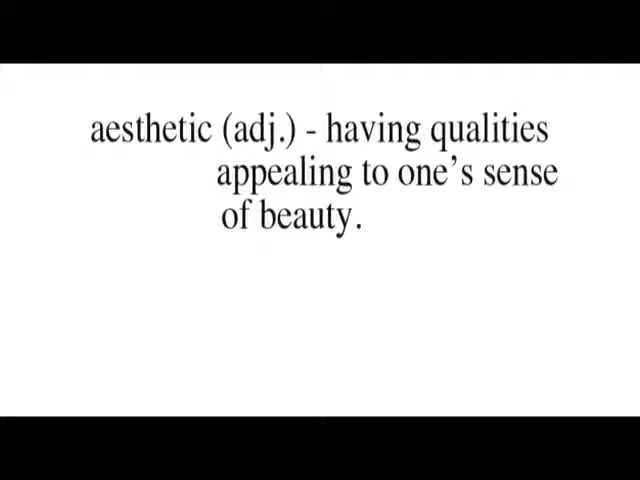 aesthetic (adj.) - having qualities
appealing to one’s sense
of beauty.